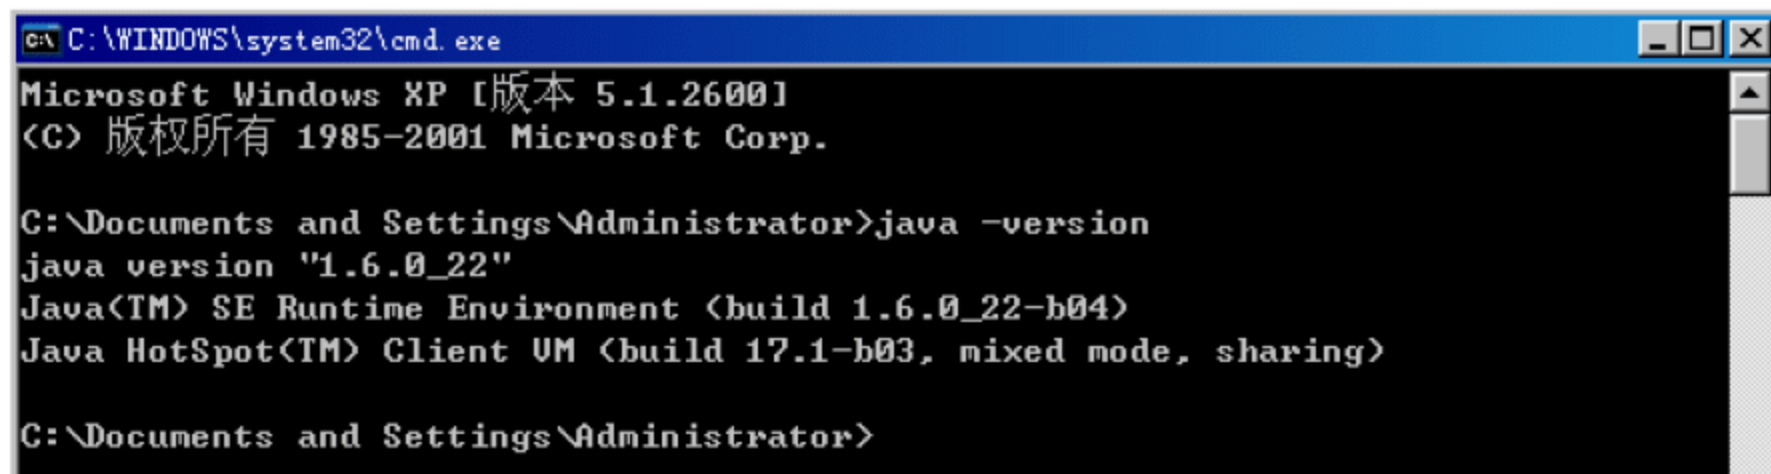 C:\WINDOWS\system32\cmd.exe
Microsoft Windows XP [版本 5.1.2600]
(C) 版权所有 1985-2001 Microsoft Corp.
C:\Documents and Settings\Administrator>java -version
java version "1.6.0_22"
Java(TM) SE Runtime Environment (build 1.6.0_22-b04)
Java HotSpot(TM) Client VM (build 17.1-b03, mixed mode, sharing)
C:\Documents and Settings\Administrator>